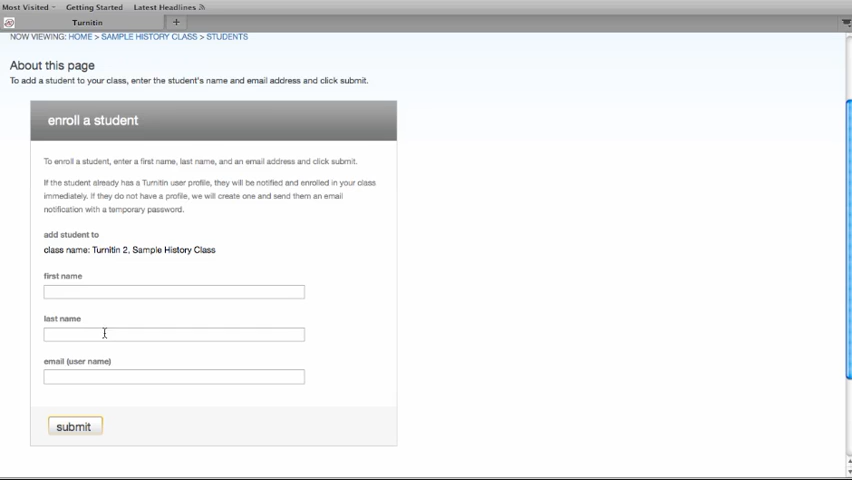 Most Visited Getting Started Latest Headlines
Turnitin +
NOW VIEWING: HOME > SAMPLE HISTORY CLASS > STUDENTS
About this page
To add a student to your class, enter the student's name and email address and click submit.
enroll a student
To enroll a student, enter a first name, last name, and an email address and click submit.
If the student already has a Turnitin user profile, they will be notified and enrolled in your class
immediately. If they do not have a profile, we will create one and send them an email
notification with a temporary password.
add student to
class name: Turnitin 2, Sample History Class
first name
last name
email (user name)
submit